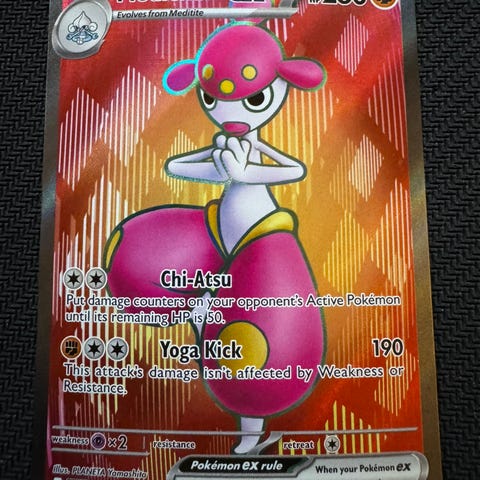 Evolves from Meditite
Chi-Atsu
Put damage counters on your opponent's Active Pokémon
until its remaining HP is 50.
Yoga Kick 190
This attack's damage isn't affected by Weakness or
Resistance.
weakness ×2 resistance retreat
Illus. PLANETA Yamashita
Pokémon ex rule
When your Pokémon ex